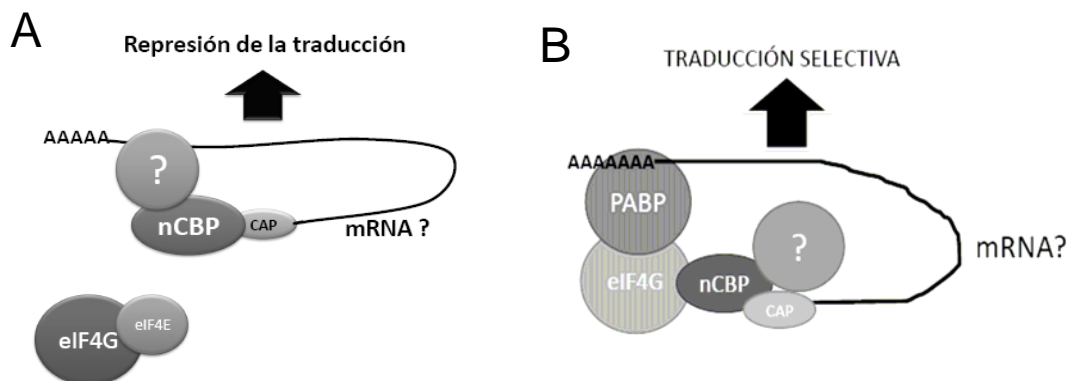 A
Represión de la traducción
AAAAA
?
nCBP
CAP
mRNA ?
eIF4G
eIF4E
B
TRADUCCIÓN SELECTIVA
AAAAAAA
PABP
?
mRNA?
eIF4G
nCBP
CAP